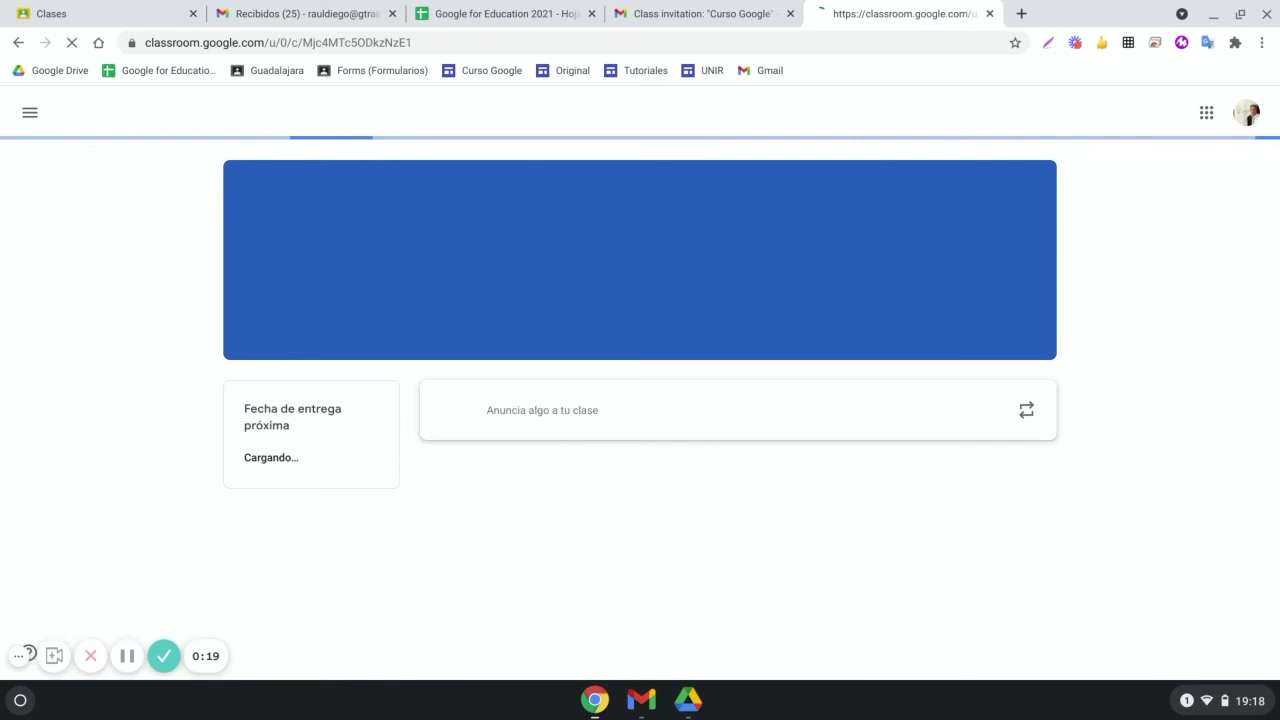 Clases
Recibidos (25) - rauldiego@gtrai
Google for Education 2021 - Hoj
Class invitation: "Curso Google" -
https://classroom.google.com/u
classroom.google.com/u/0/c/Mjc4MTc5ODkzNzE1
Google Drive
Google for Educatio...
Guadalajara
Forms (Formularios)
Curso Google
Original
Tutoriales
UNIR
Gmail
Fecha de entrega
próxima
Cargando...
Anuncia algo a tu clase
0:19
1
19:18